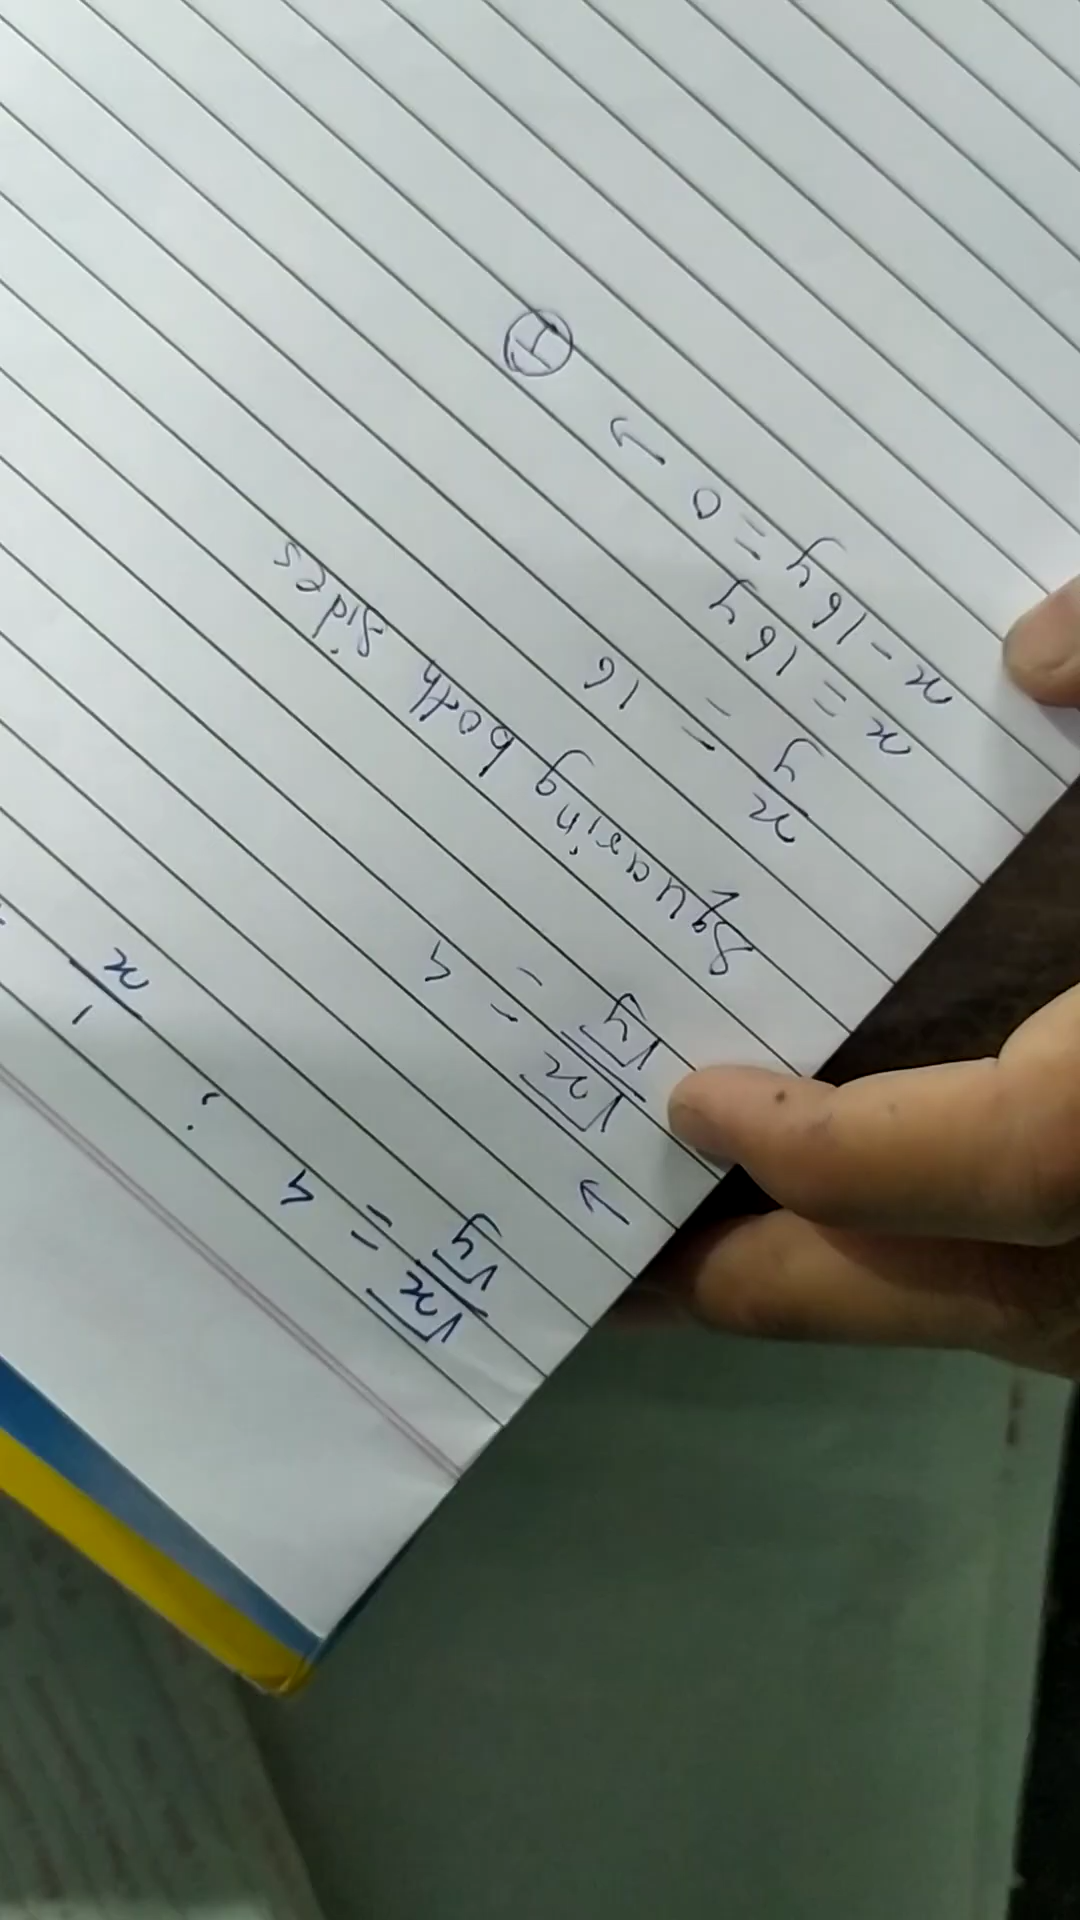 √x/√y = 4 ; 1/x
→ √x/√y = 4
Squaring both sides
x/y = 16
x = 16y
x - 16y = 0 → I